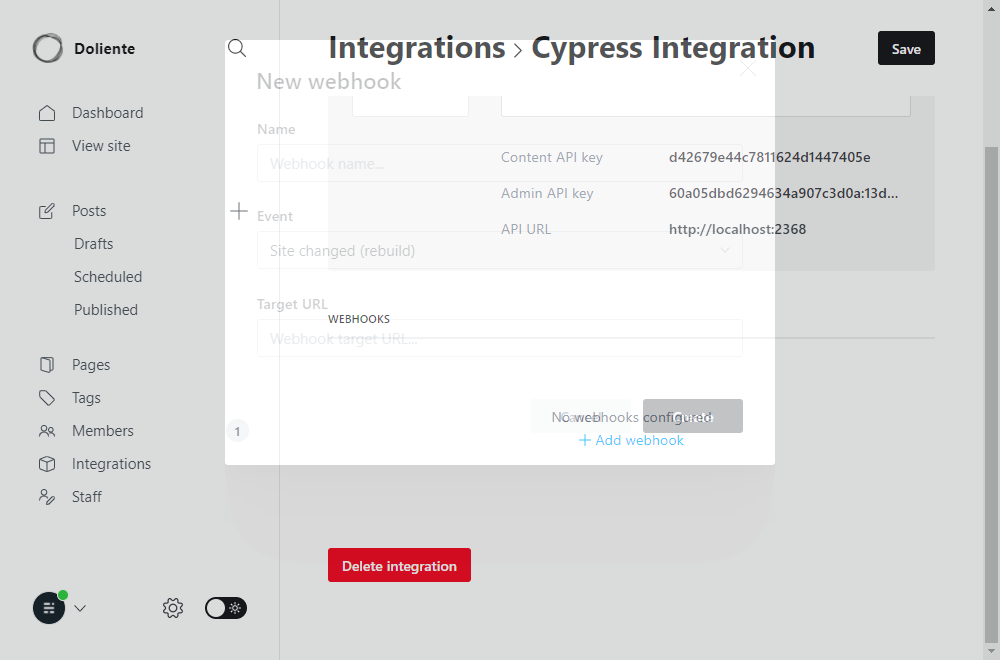 Doliente
Integrations > Cypress Integration
Save
New webhook
Dashboard
View site
Name
Webhook name...
Content API key
d42679e44c7811624d1447405e
Admin API key
60a05dbd6294634a907c3d0a:13d...
API URL
http://localhost:2368
Posts
Drafts
Scheduled
Published
Event
Site changed (rebuild)
Target URL
WEBHOOKS
Webhook target URL...
Pages
Tags
Members
1
Integrations
Staff
Cancel
Create
No webhooks configured
+ Add webhook
Delete integration